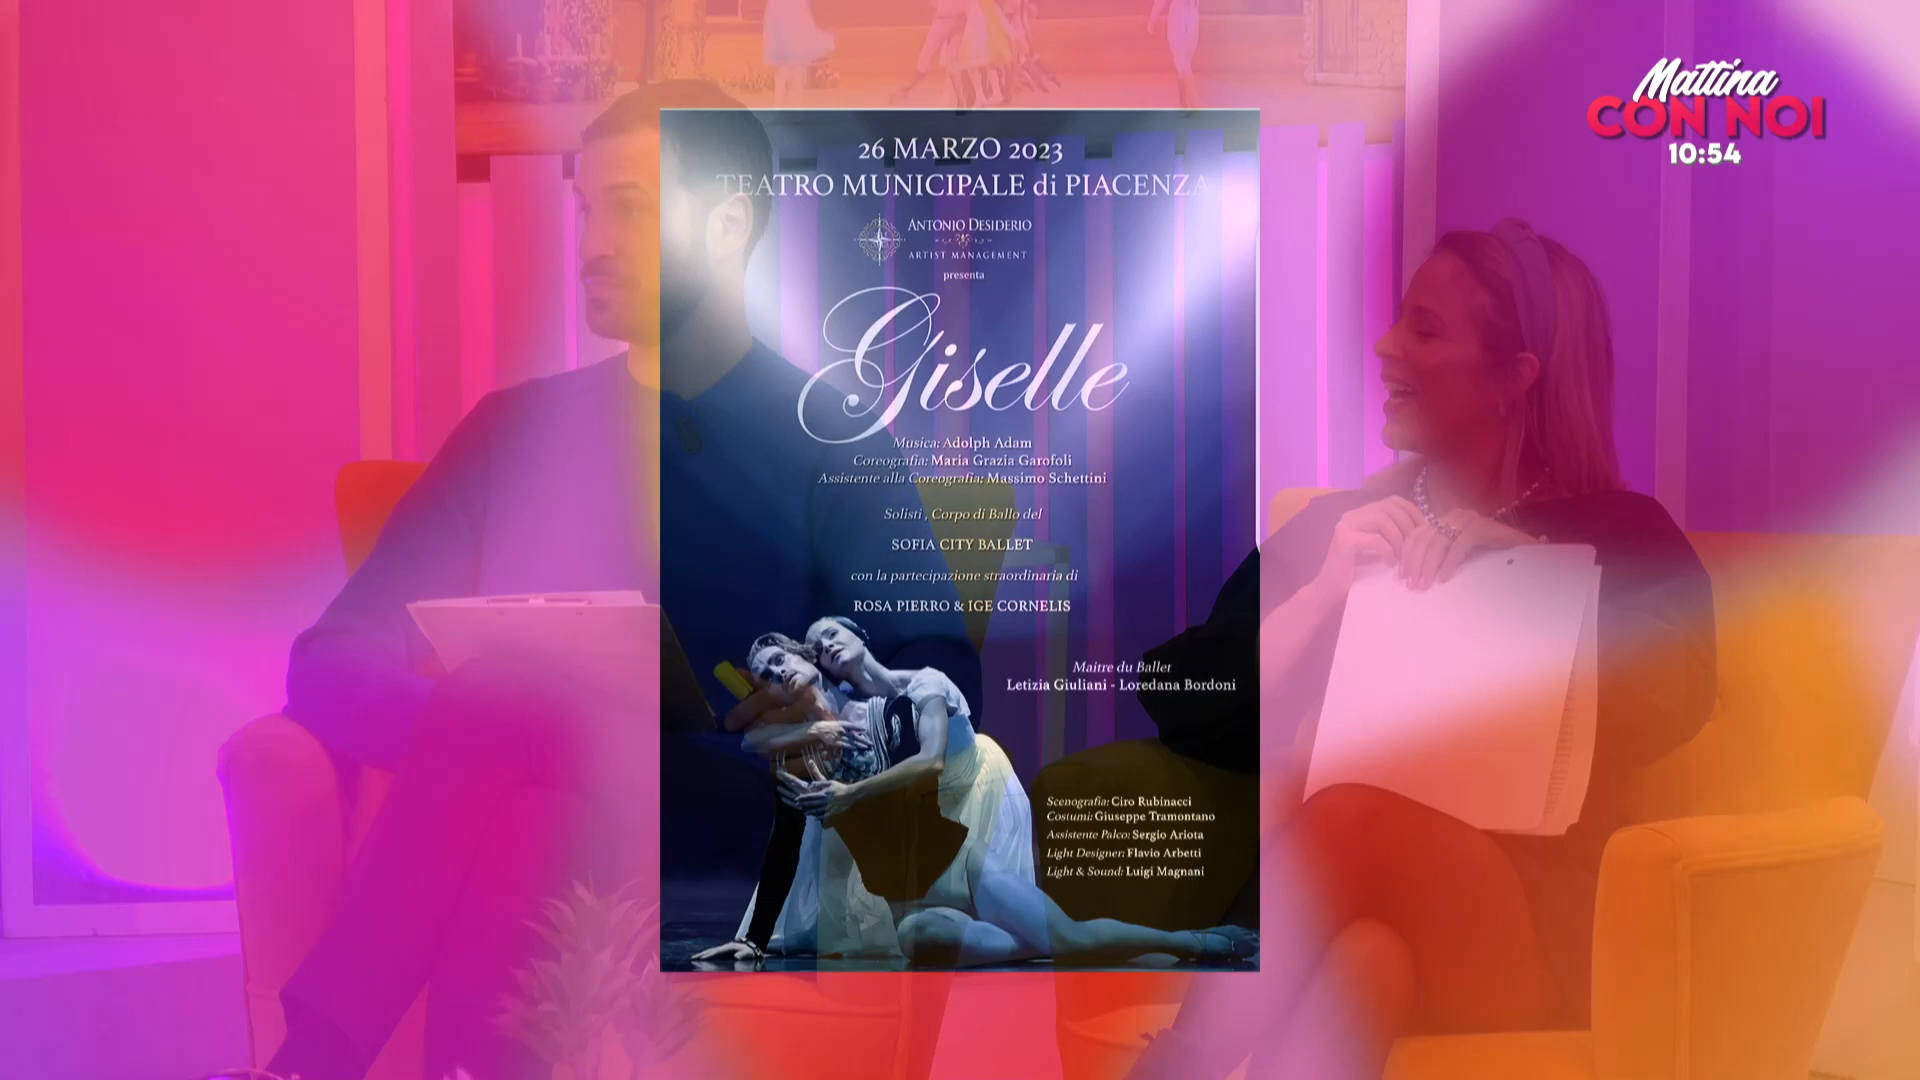 Mattina
CON NOI
10:54
26 MARZO 2023
TEATRO MUNICIPALE di PIACENZA
ANTONIO DESIDERIO
ARTIST MANAGEMENT
presenta
Giselle
Musica: Adolph Adam
Coreografia: Maria Grazia Garofoli
Assistente alla Coreografia: Massimo Schettini
Solisti , Corpo di Ballo del
SOFIA CITY BALLET
con la partecipazione straordinaria di
ROSA PIERRO & IGE CORNELIS
Maitre du Ballet
Letizia Giuliani - Loredana Bordoni
Scenografia: Ciro Rubinacci
Costumi: Giuseppe Tramontano
Assistente Palco: Sergio Ariota
Light Designer: Flavio Arbetti
Light & Sound: Luigi Magnani